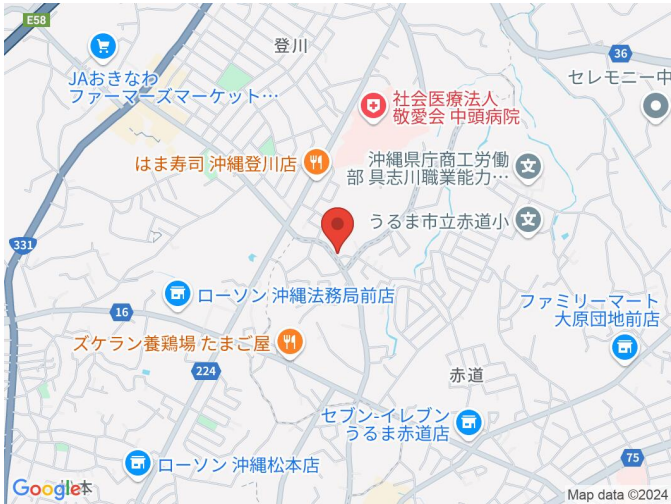 E58
登川
36
JAおきなわ
ファーマーズマーケット…
75
社会医療法人
敬愛会 中頭病院
セレモニー中
はま寿司 沖縄登川店
沖縄県庁商工労働
部 具志川職業能力…
うるま市立赤道小
331
ローソン 沖縄法務局前店
ファミリーマート
大原団地前店
16
ズケラン養鶏場 たまご屋
224
赤道
セブン-イレブン
うるま赤道店
75
ローソン 沖縄松本店
Google
本
Map data ©2024